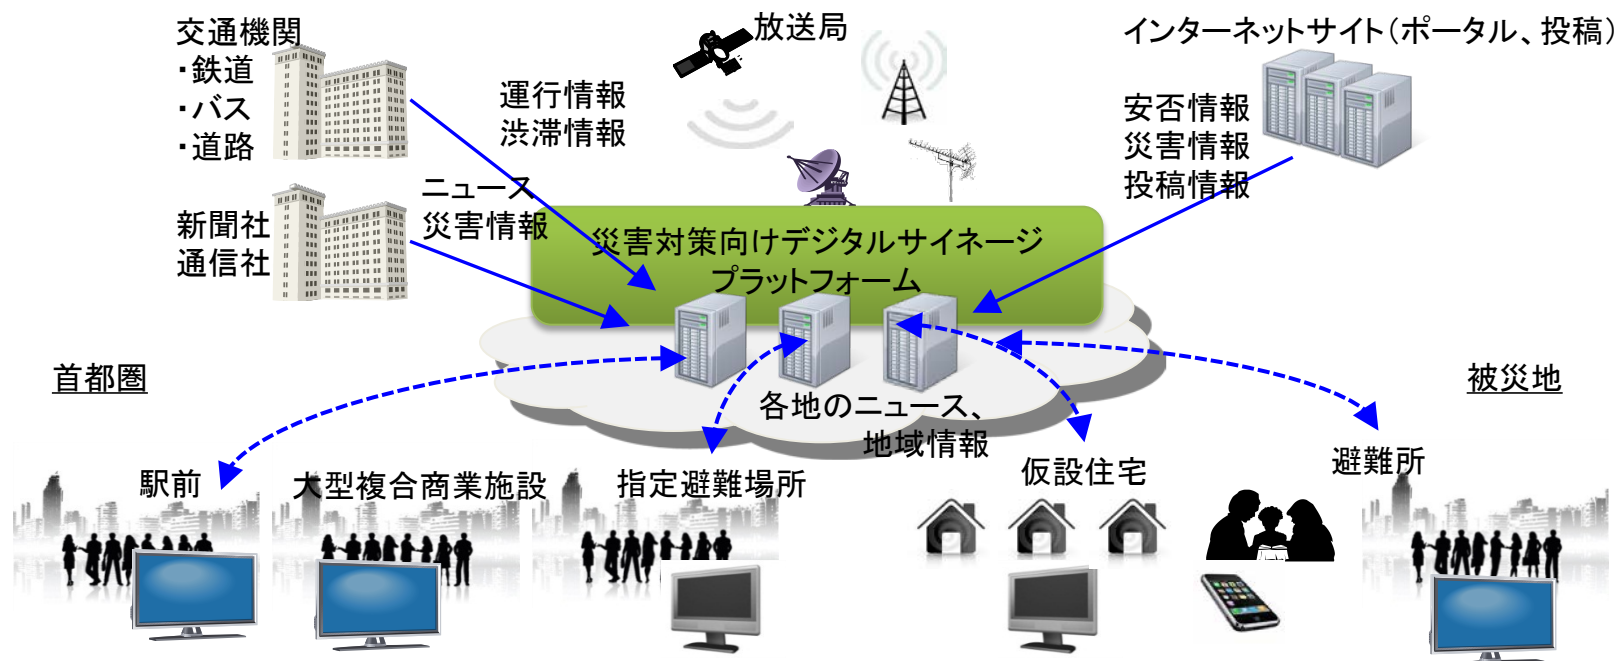 交通機関
・鉄道
・バス
・道路
運行情報
渋滞情報
放送局
インターネットサイト（ポータル、投稿）
安否情報
災害情報
投稿情報
新聞社
通信社
ニュース
災害情報
災害対策向けデジタルサイネージ
プラットフォーム
各地のニュース、
地域情報
首都圏
被災地
駅前
大型複合商業施設
指定避難場所
仮設住宅
避難所